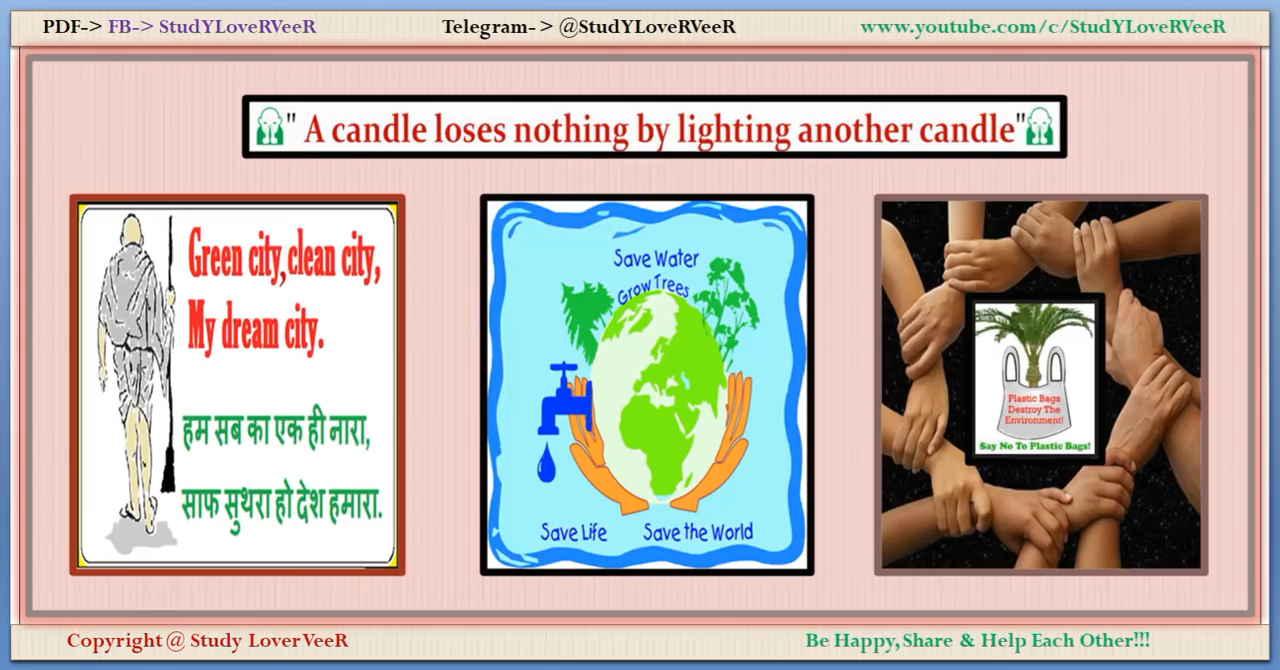 PDF-> FB-> StudYLoveRVeeR
Telegram- > @StudYLoveRVeeR
www.youtube.com/c/StudYLoveRVeeR
" A candle loses nothing by lighting another candle"
Green city, clean city,
My dream city.
हम सब का एक ही नारा,
साफ सुथरा हो देश हमारा.
Save Water
Grow Trees
Save Life
Save the World
Plastic Bags
Destroy The
Environment!
Say No To Plastic Bags!
Copyright @ Study LoverVeeR
Be Happy, Share & Help Each Other!!!